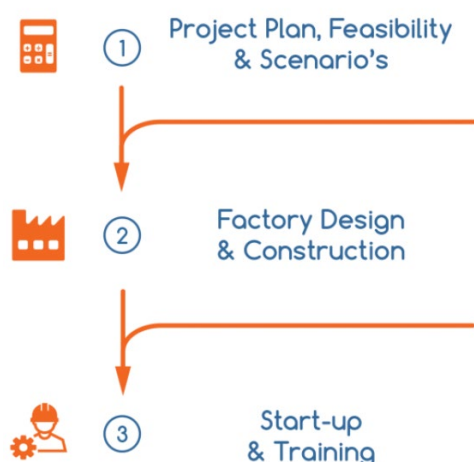 1
Project Plan, Feasibility
& Scenario's
2
Factory Design
& Construction
3
Start-up
& Training